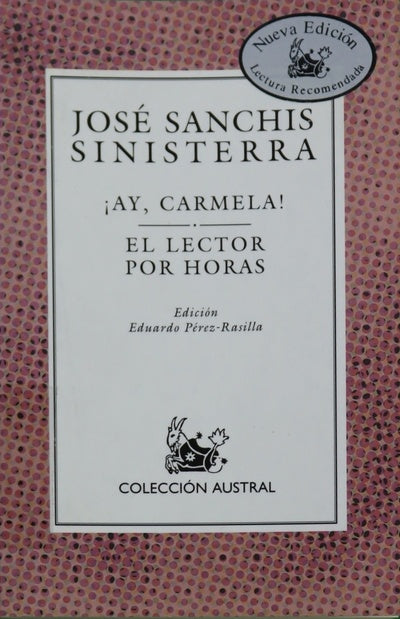 Nueva Edición
Lectura Recomendada
JOSÉ SANCHIS
SINISTERRA
¡AY, CARMELA!
EL LECTOR
POR HORAS
Edición
Eduardo Pérez-Rasilla
COLECCIÓN AUSTRAL